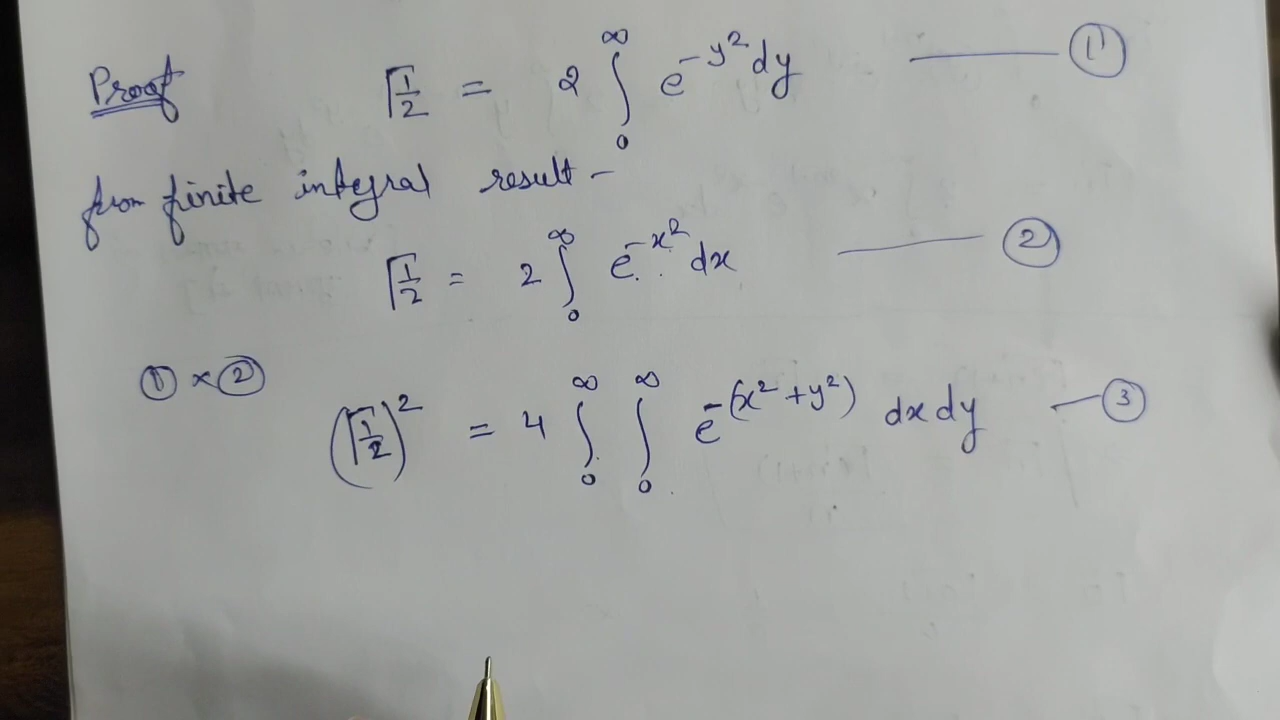 Proof Γ1/2 = 2 ∫₀^∞ e^(-y²) dy —— ①
from finite integral result -
Γ1/2 = 2 ∫₀^∞ e^(-x²) dx —— ②
① × ② (Γ1/2)² = 4 ∫₀^∞ ∫₀^∞ e^-(x² + y²) dx dy — ③